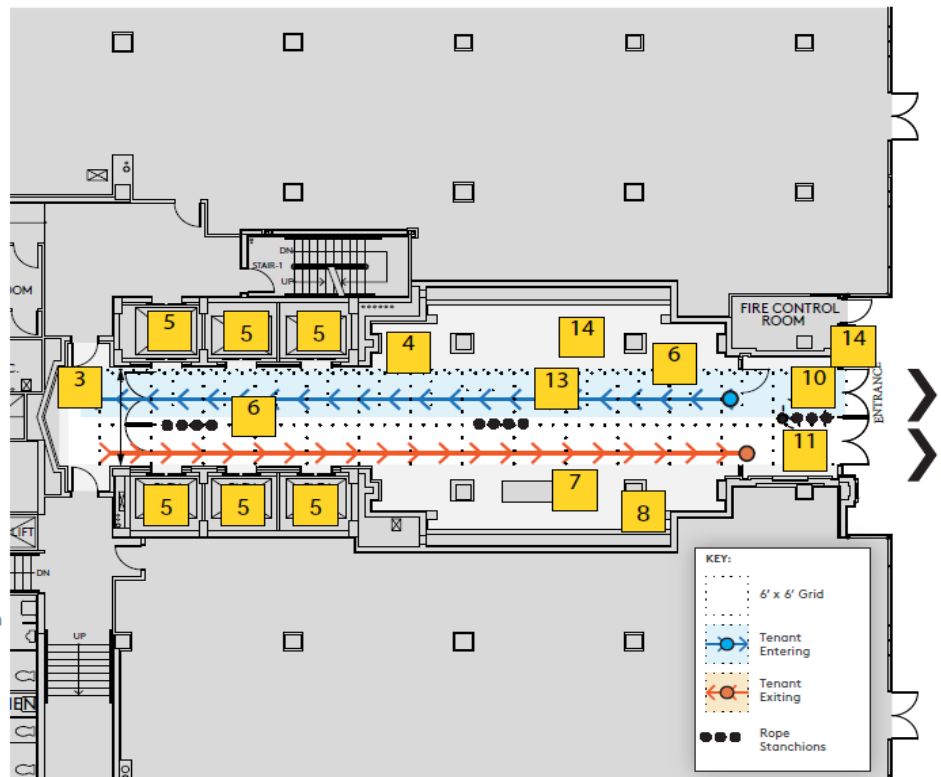 DN
STAIR-1
UP
OOM
FIRE CONTROL
ROOM
5
5
5
4
14
14
C.
3
6
13
6
10
ENTRANCE
11
5
5
5
7
8
LIFT
DN
UP
KEY:
6' x 6' Grid
Tenant
Entering
Tenant
Exiting
Rope
Stanchions
EN